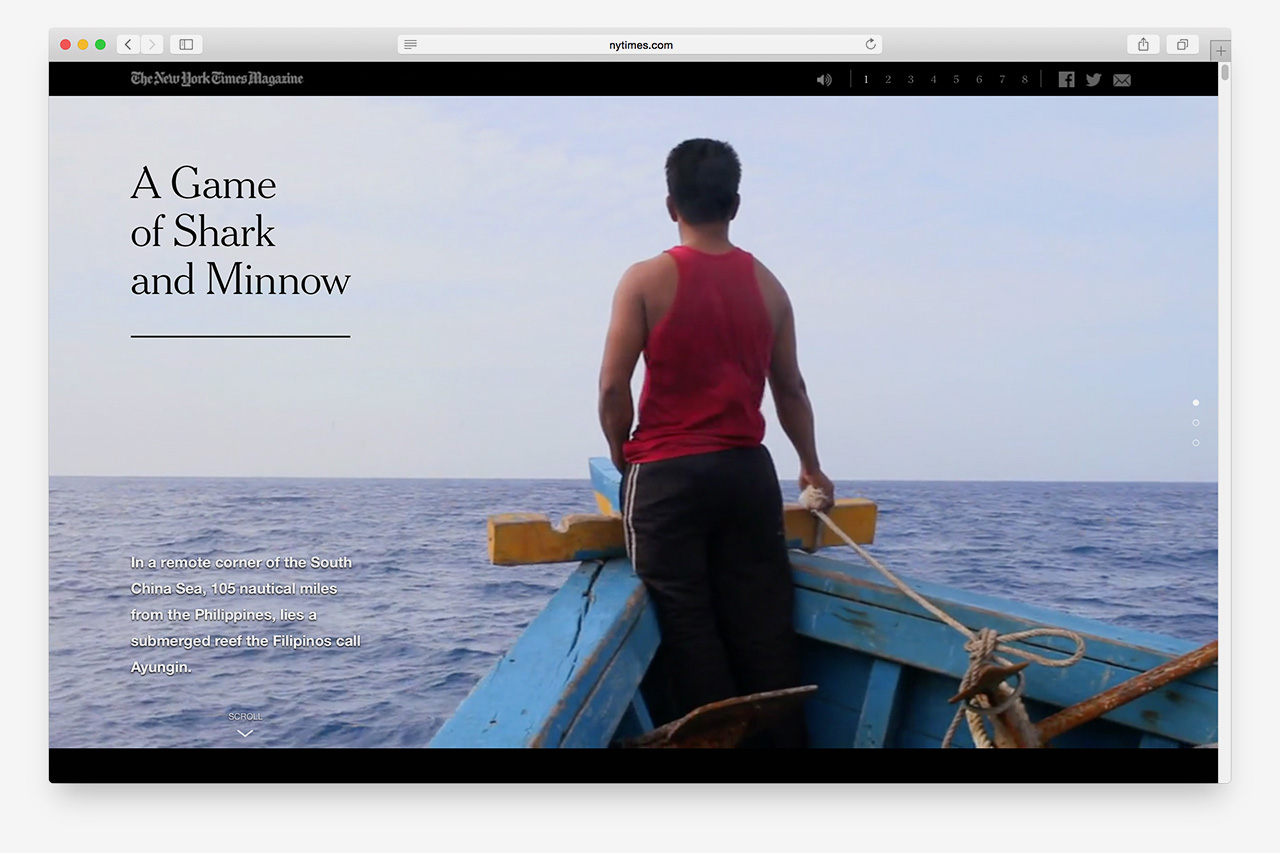 nytimes.com
The New York Times Magazine
1 2 3 4 5 6 7 8
A Game
of Shark
and Minnow
In a remote corner of the South
China Sea, 105 nautical miles
from the Philippines, lies a
submerged reef the Filipinos call
Ayungin.
SCROLL